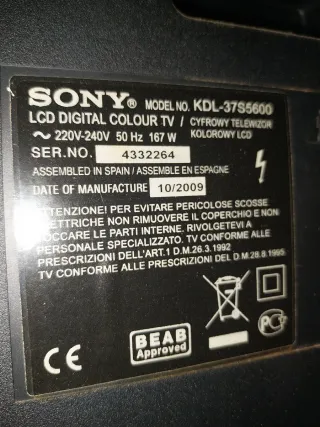 SONY® MODEL NO. KDL-37S5600
LCD DIGITAL COLOUR TV / CYFROWY TELEWIZOR
KOLOROWY LCD
~ 220V-240V 50 Hz 167 W
SER.NO. 4332264
ASSEMBLED IN SPAIN / ASSEMBLE EN ESPAGNE
DATE OF MANUFACTURE 10/2009
ATTENZIONE! PER EVITARE PERICOLOSE SCOSSE
ELETTRICHE NON RIMUOVERE IL COPERCHIO E NON
TOCCARE LE PARTI INTERNE. RIVOLGETEVI A
PERSONALE SPECIALIZZATO. TV CONFORME ALLE
PRESCRIZIONI DELL'ART.1 D.M.26.3.1992
TV CONFORME ALLE PRESCRIZIONI DEL D.M.28.8.1995
BEAB
Approved
CE